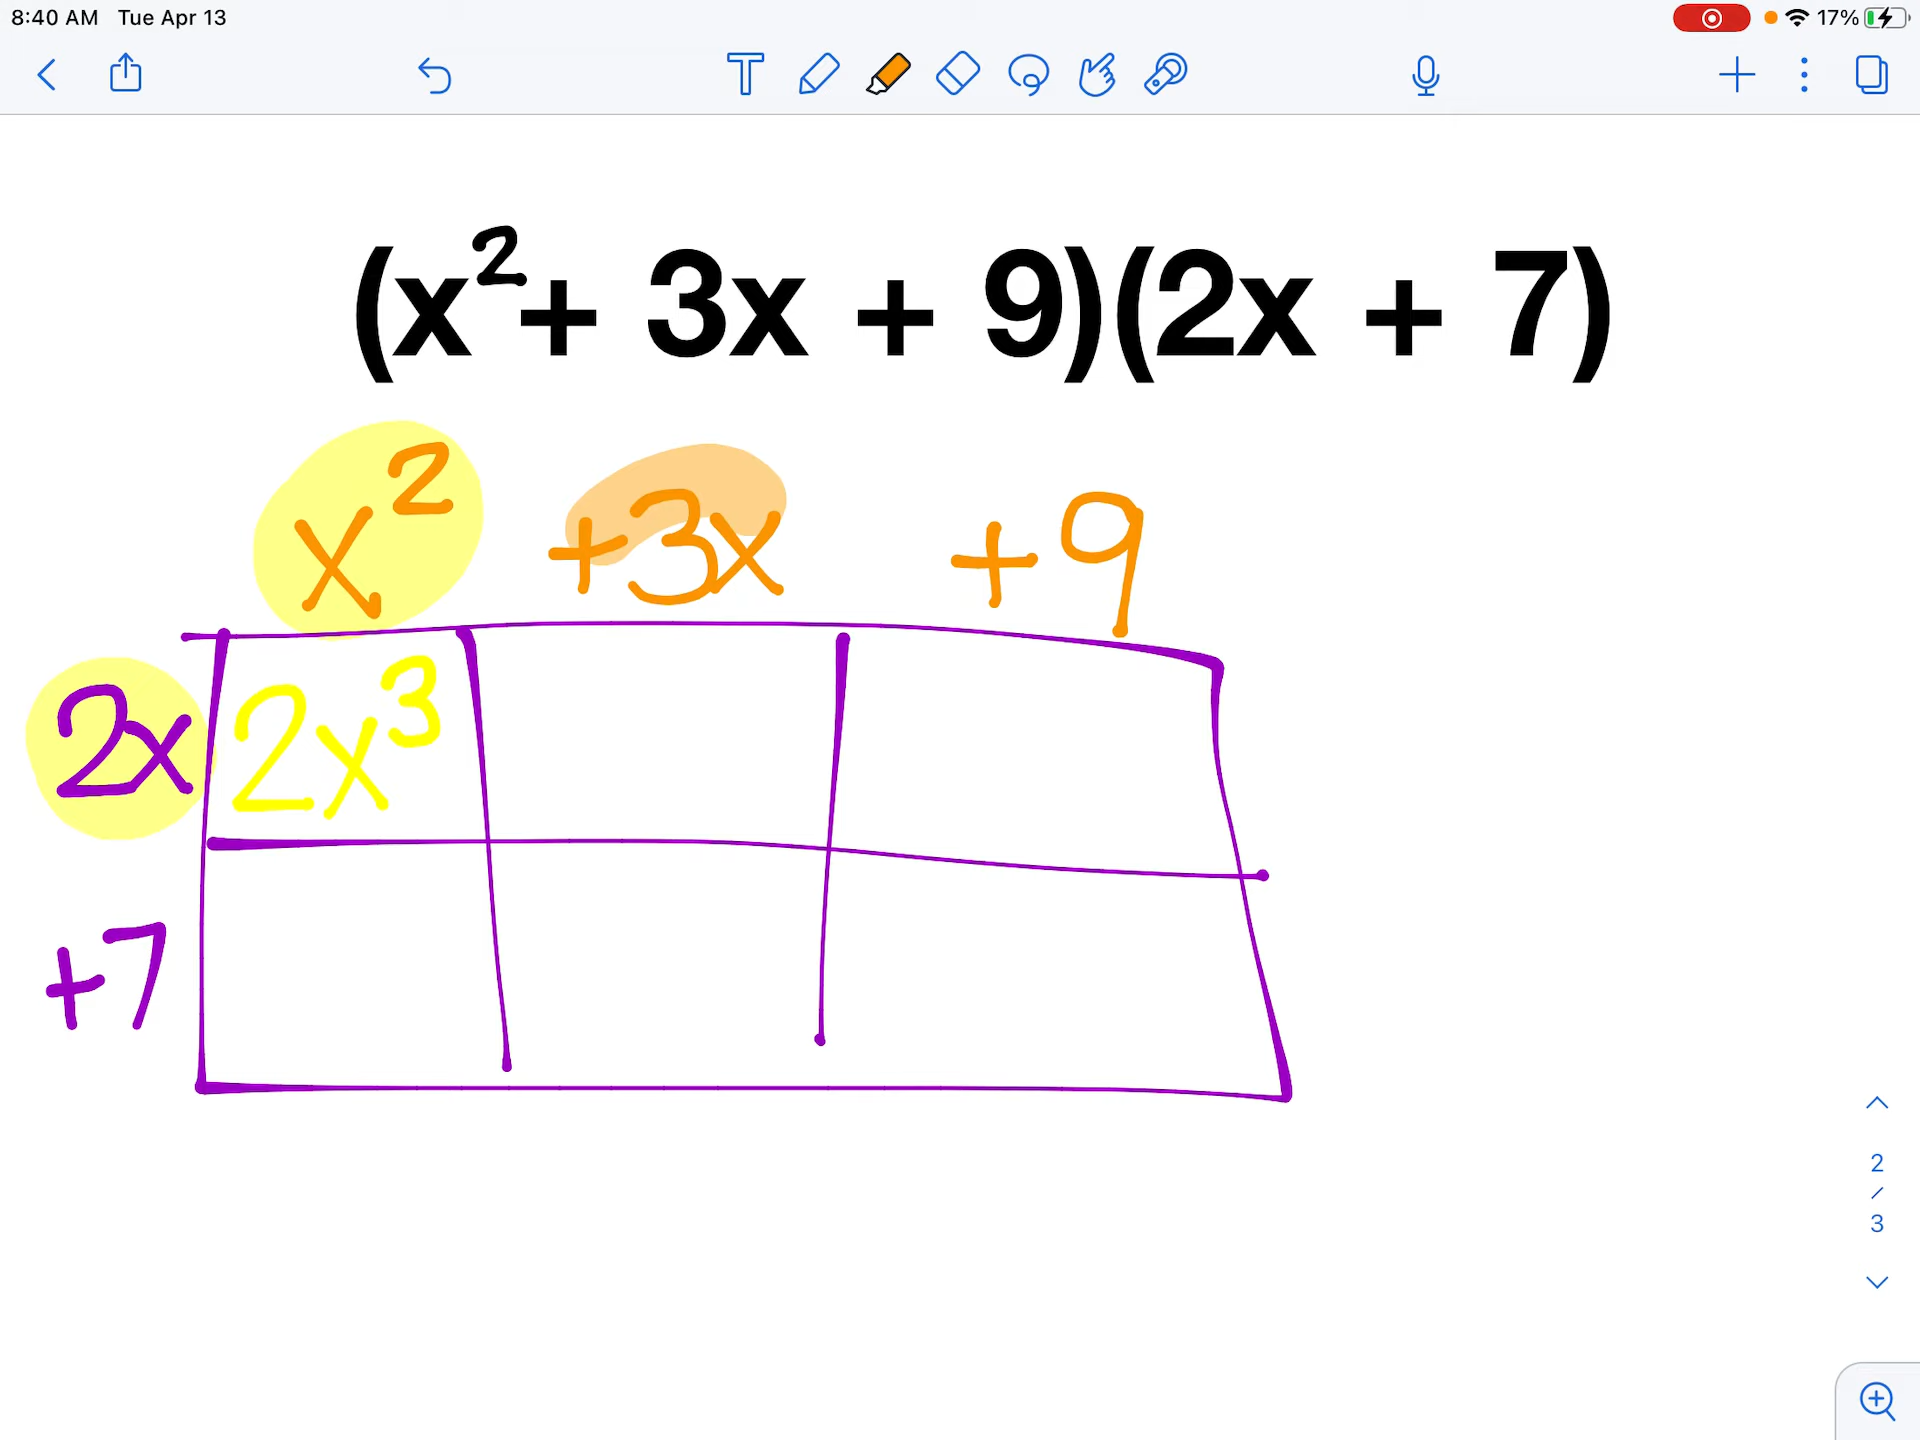 8:40 AM Tue Apr 13 17%
T
(x²+ 3x + 9)(2x + 7)
x² +3x +9
2x 2x³
+7
2
/
3